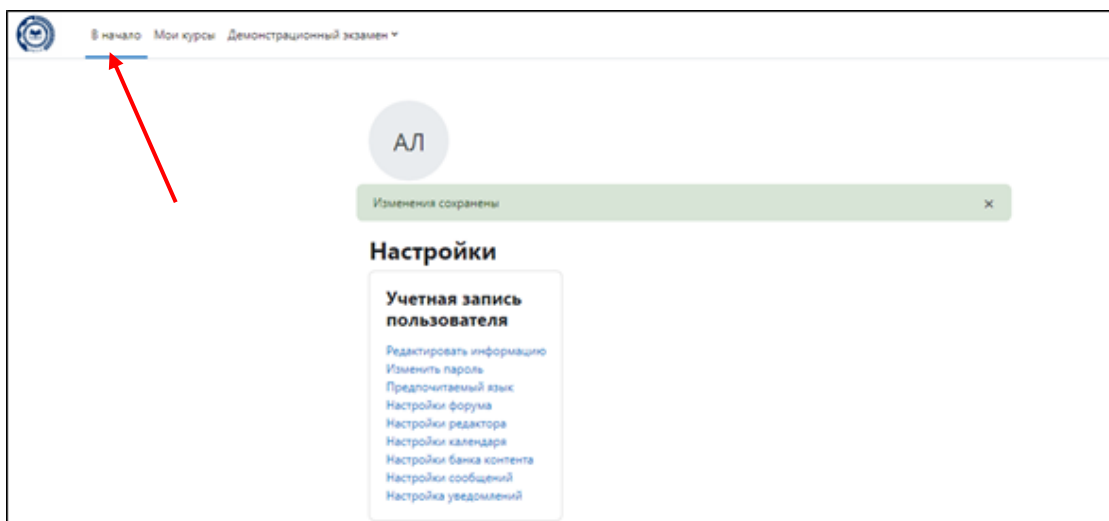 В начало Мои курсы Демонстрационный экзамен
АЛ
Изменения сохранены ×
Настройки
Учетная запись
пользователя
Редактировать информацию
Изменить пароль
Предпочитаемый язык
Настройки форума
Настройки редактора
Настройки календаря
Настройки банка контента
Настройки сообщений
Настройка уведомлений